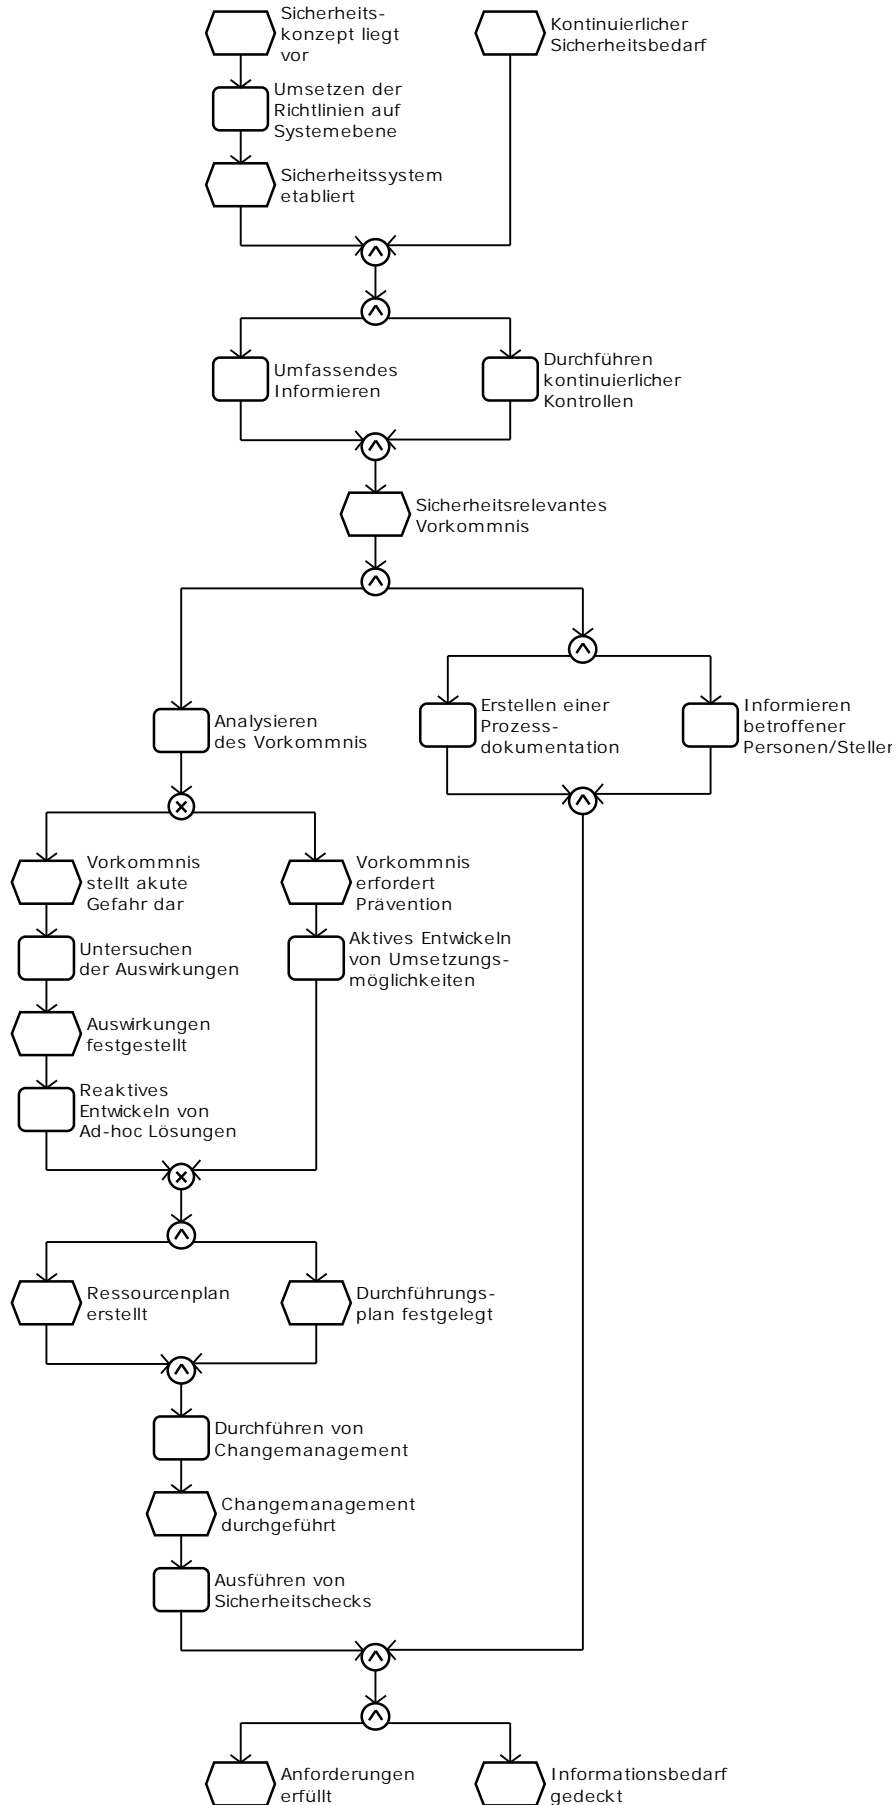 Sicherheits-
konzept liegt
vor
Kontinuierlicher
Sicherheitsbedarf
Umsetzen der
Richtlinien auf
Systemebene
Sicherheitssystem
etabliert
Umfassendes
Informieren
Durchführen
kontinuierlicher
Kontrollen
Sicherheitsrelevantes
Vorkommnis
Analysieren
des Vorkommnis
Erstellen einer
Prozess-
dokumentation
Informieren
betroffener
Personen/Steller
Vorkommnis
stellt akute
Gefahr dar
Vorkommnis
erfordert
Prävention
Untersuchen
der Auswirkungen
Aktives Entwickeln
von Umsetzungs-
möglichkeiten
Auswirkungen
festgestellt
Reaktives
Entwickeln von
Ad-hoc Lösungen
Ressourcenplan
erstellt
Durchführungs-
plan festgelegt
Durchführen von
Changemanagement
Changemanagement
durchgeführt
Ausführen von
Sicherheitschecks
Anforderungen
erfüllt
Informationsbedarf
gedeckt